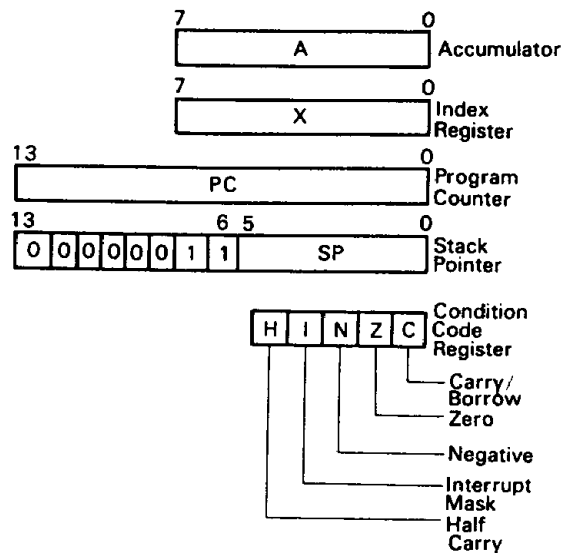 7 0
A
Accumulator
7 0
X
Index
Register
13 0
PC
Program
Counter
13 6 5 0
0 0 0 0 0 0 1 1 SP
Stack
Pointer
H I N Z C
Condition
Code
Register
Carry/
Borrow
Zero
Negative
Interrupt
Mask
Half
Carry